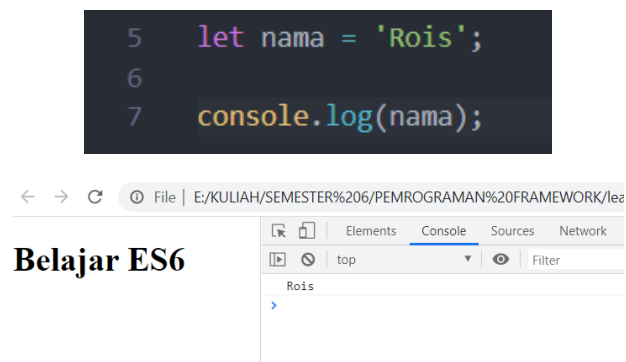 5 let nama = 'Rois';
6
7 console.log(nama);
File | E:/KULIAH/SEMESTER%206/PEMROGRAMAN%20FRAMEWORK/lea
Belajar ES6
Elements Console Sources Network
top Filter
Rois